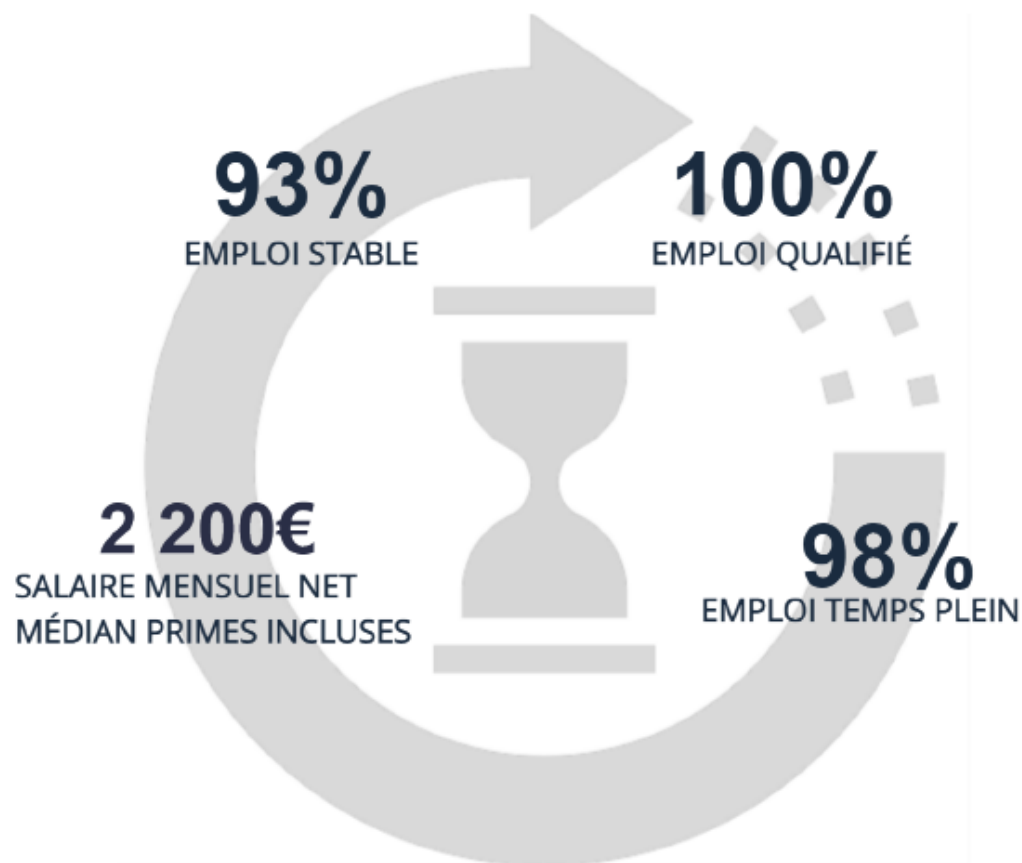 93%
EMPLOI STABLE
100%
EMPLOI QUALIFIÉ
2 200€
SALAIRE MENSUEL NET
MÉDIAN PRIMES INCLUSES
98%
EMPLOI TEMPS PLEIN